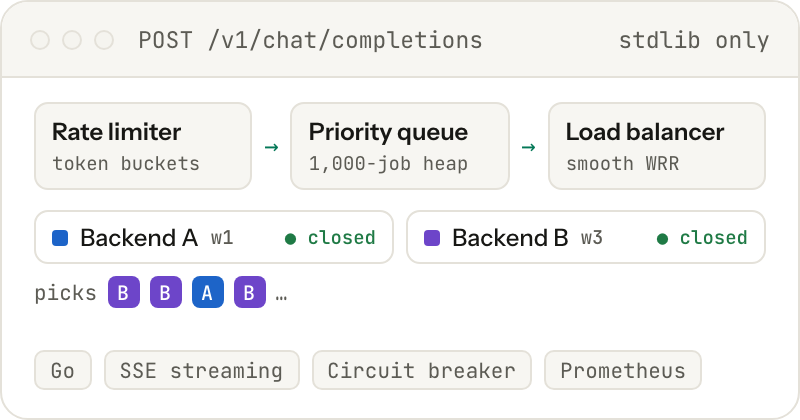 POST /v1/chat/completions stdlib only
Rate limiter → Priority queue → Load balancer
token buckets 1,000-job heap smooth WRR
Backend A w1 ● closed Backend B w3 ● closed
picks B B A B …
Go SSE streaming Circuit breaker Prometheus